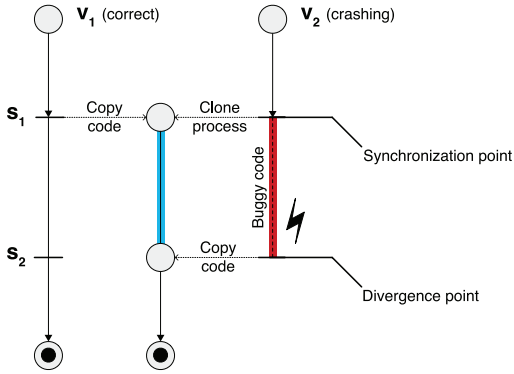 V1 (correct)
V2 (crashing)
S1
Copy
code
Clone
process
Synchronization point
Buggy code
S2
Copy
code
Divergence point